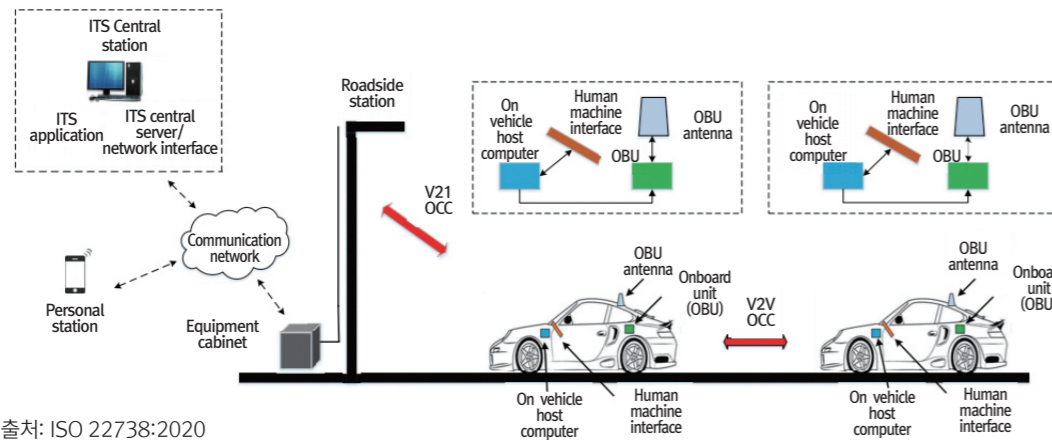 ITS Central
station
ITS
application
ITS central
server/
network interface
Communication
network
Personal
station
Equipment
cabinet
Roadside
station
V21
OCC
On
vehicle
host
computer
Human
machine
interface
OBU
OBU
antenna
On
vehicle
host
computer
Human
machine
interface
OBU
OBU
antenna
OBU
antenna
Onboard
unit
(OBU)
V2V
OCC
OBU
antenna
Onboa
unit
(OBU
On vehicle
host
computer
Human
machine
interface
On vehicle
host
computer
Human
machine
interface
출처: ISO 22738:2020